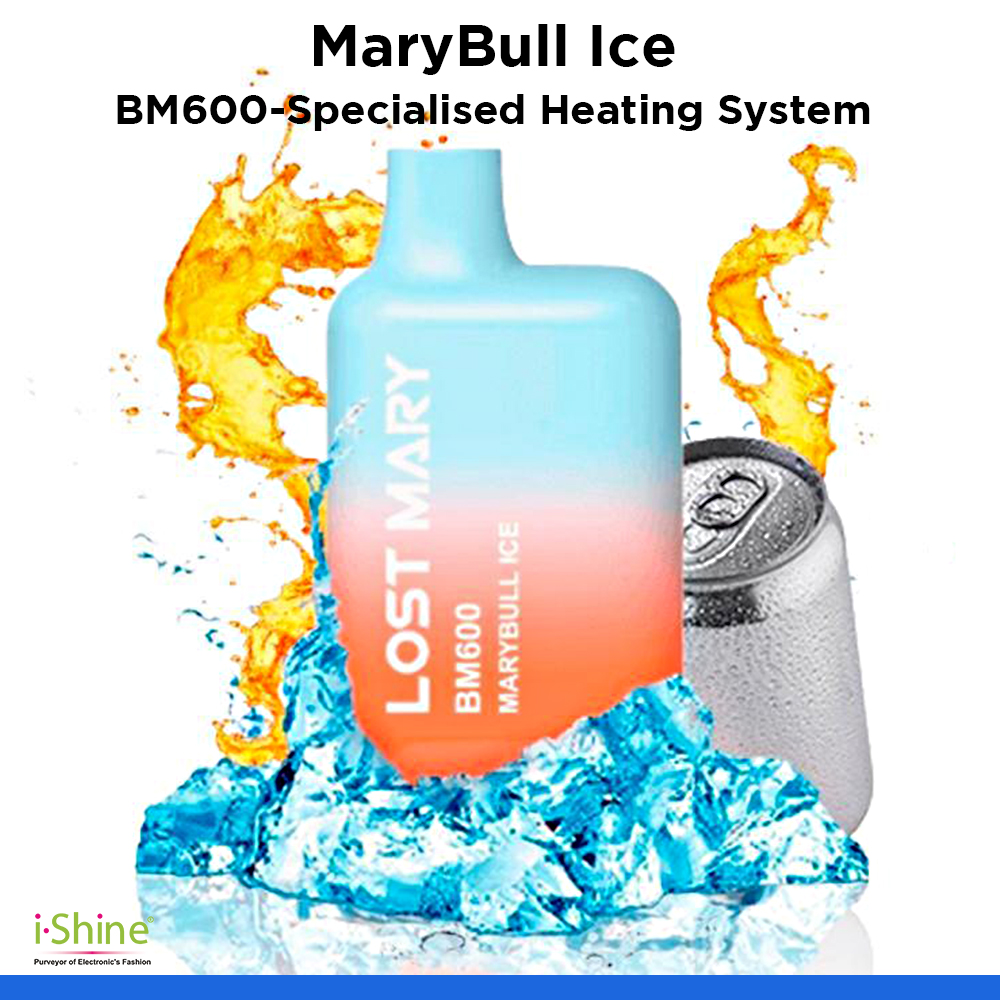 MaryBull Ice
BM600-Specialised Heating System
LOST MARY
BM600
MARYBULL ICE
i·Shine®
Purveyor of Electronic's Fashion